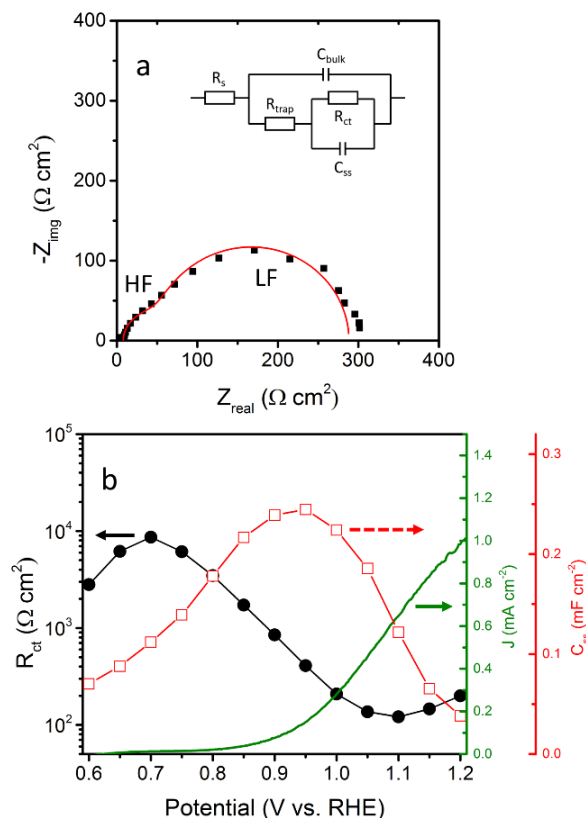 a
400
300
200
100
0
-Z_img (Ω cm²)
C_bulk
R_s
R_trap
R_ct
C_ss
HF
LF
0 100 200 300 400
Z_real (Ω cm²)
b
10⁵
10⁴
10³
10²
R_ct (Ω cm²)
1.4
1.2
1.0
0.8
0.6
0.4
0.2
0.0
J (mA cm⁻²)
0.3
0.2
0.1
0.0
C_ss (mF cm⁻²)
0.6 0.7 0.8 0.9 1.0 1.1 1.2
Potential (V vs. RHE)